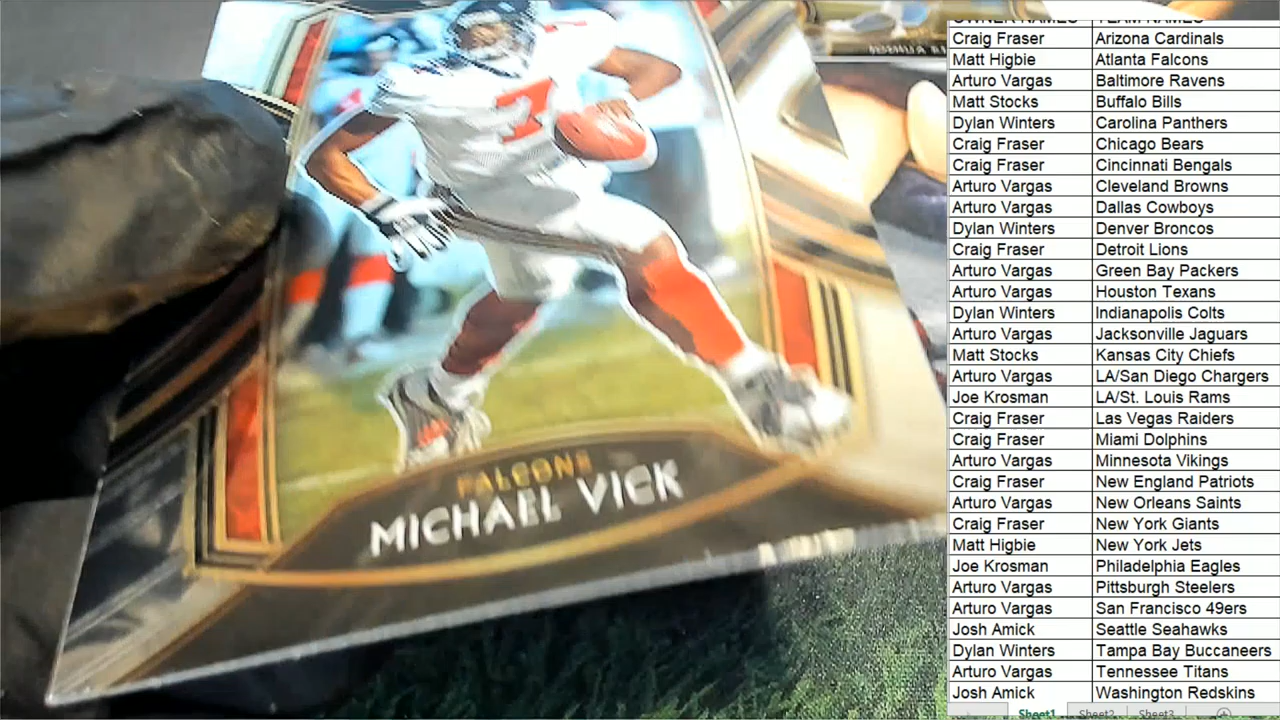 7
FALCONS
MICHAEL VICK
OWNER NAMES TEAM NAMES
Craig Fraser Arizona Cardinals
Matt Higbie Atlanta Falcons
Arturo Vargas Baltimore Ravens
Matt Stocks Buffalo Bills
Dylan Winters Carolina Panthers
Craig Fraser Chicago Bears
Craig Fraser Cincinnati Bengals
Arturo Vargas Cleveland Browns
Arturo Vargas Dallas Cowboys
Dylan Winters Denver Broncos
Craig Fraser Detroit Lions
Arturo Vargas Green Bay Packers
Arturo Vargas Houston Texans
Dylan Winters Indianapolis Colts
Arturo Vargas Jacksonville Jaguars
Matt Stocks Kansas City Chiefs
Arturo Vargas LA/San Diego Chargers
Joe Krosman LA/St. Louis Rams
Craig Fraser Las Vegas Raiders
Craig Fraser Miami Dolphins
Arturo Vargas Minnesota Vikings
Craig Fraser New England Patriots
Arturo Vargas New Orleans Saints
Craig Fraser New York Giants
Matt Higbie New York Jets
Joe Krosman Philadelphia Eagles
Arturo Vargas Pittsburgh Steelers
Arturo Vargas San Francisco 49ers
Josh Amick Seattle Seahawks
Dylan Winters Tampa Bay Buccaneers
Arturo Vargas Tennessee Titans
Josh Amick Washington Redskins
Sheet1 Sheet2 Sheet3